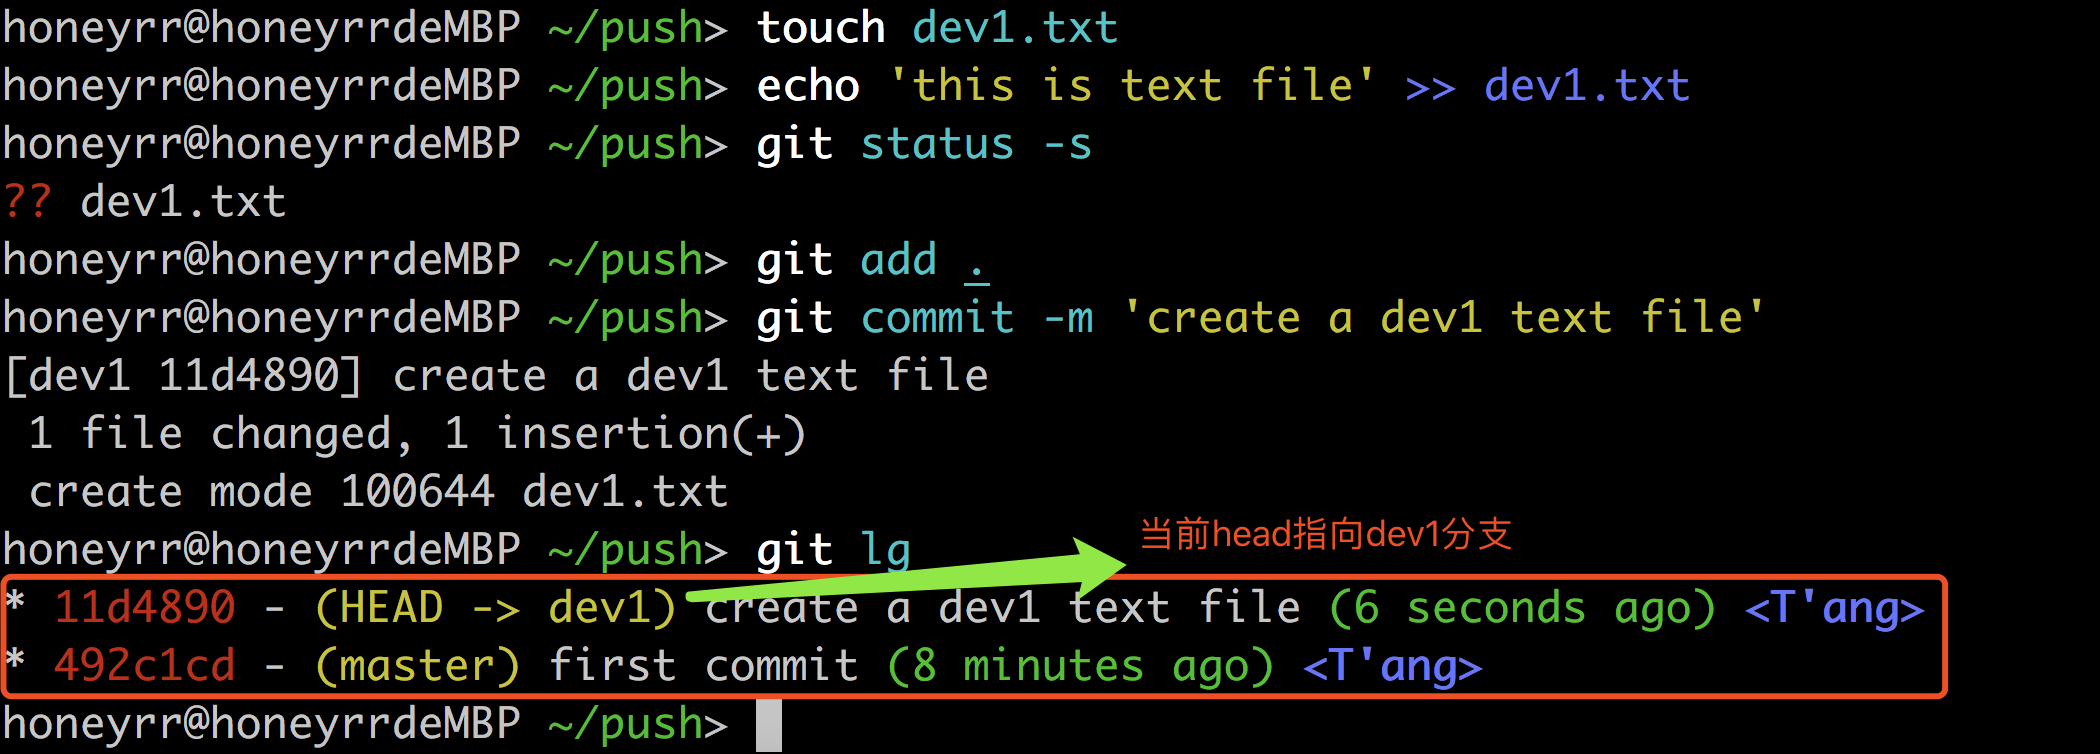 honeyrr@honeyrrdeMBP ~/push> touch dev1.txt
honeyrr@honeyrrdeMBP ~/push> echo 'this is text file' >> dev1.txt
honeyrr@honeyrrdeMBP ~/push> git status -s
?? dev1.txt
honeyrr@honeyrrdeMBP ~/push> git add .
honeyrr@honeyrrdeMBP ~/push> git commit -m 'create a dev1 text file'
[dev1 11d4890] create a dev1 text file
 1 file changed, 1 insertion(+)
 create mode 100644 dev1.txt
honeyrr@honeyrrdeMBP ~/push> git lg
当前head指向dev1分支
* 11d4890 - (HEAD -> dev1) create a dev1 text file (6 seconds ago) <T'ang>
* 492c1cd - (master) first commit (8 minutes ago) <T'ang>
honeyrr@honeyrrdeMBP ~/push>